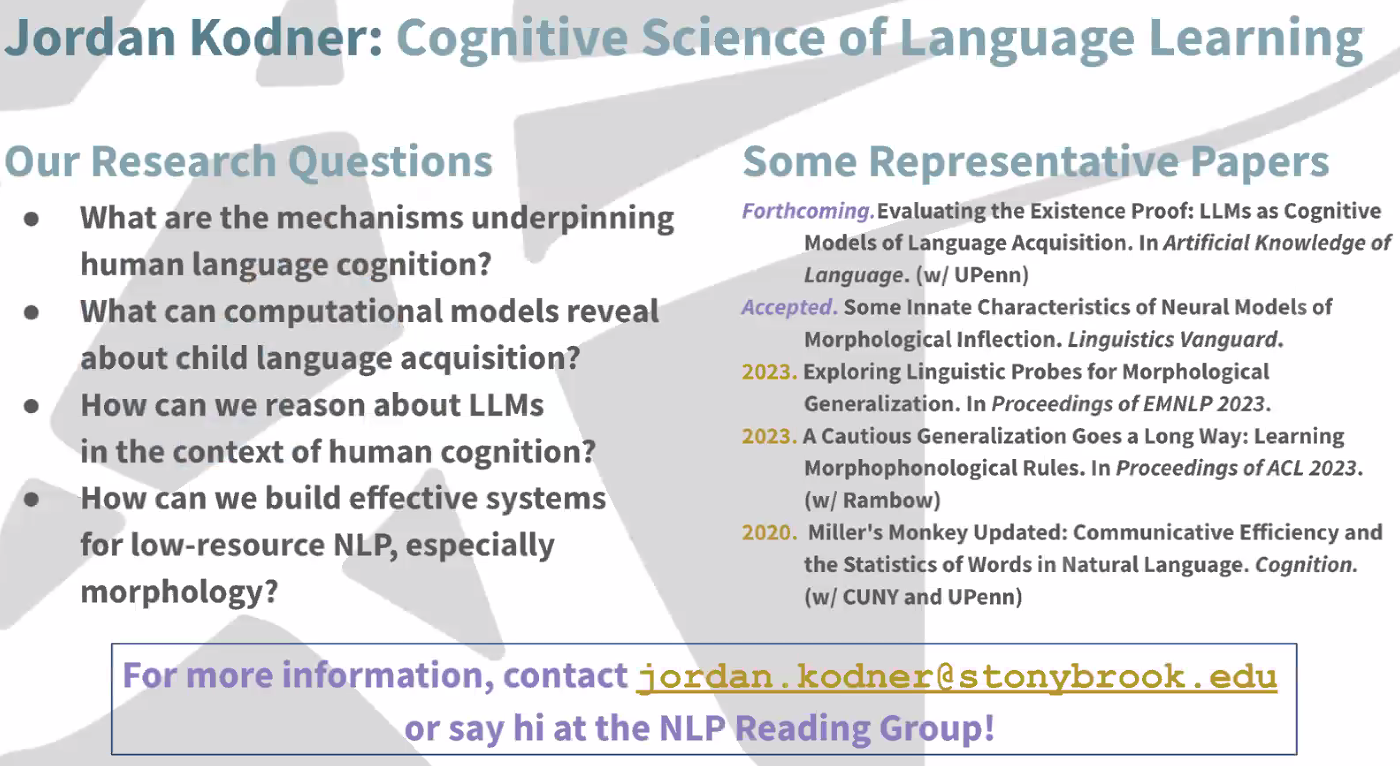 Jordan Kodner: Cognitive Science of Language Learning
Our Research Questions
● What are the mechanisms underpinning
human language cognition?
● What can computational models reveal
about child language acquisition?
● How can we reason about LLMs
in the context of human cognition?
● How can we build effective systems
for low-resource NLP, especially
morphology?
Some Representative Papers
Forthcoming.Evaluating the Existence Proof: LLMs as Cognitive
Models of Language Acquisition. In Artificial Knowledge of
Language. (w/ UPenn)
Accepted. Some Innate Characteristics of Neural Models of
Morphological Inflection. Linguistics Vanguard.
2023. Exploring Linguistic Probes for Morphological
Generalization. In Proceedings of EMNLP 2023.
2023. A Cautious Generalization Goes a Long Way: Learning
Morphophonological Rules. In Proceedings of ACL 2023.
(w/ Rambow)
2020. Miller's Monkey Updated: Communicative Efficiency and
the Statistics of Words in Natural Language. Cognition.
(w/ CUNY and UPenn)
For more information, contact jordan.kodner@stonybrook.edu
or say hi at the NLP Reading Group!